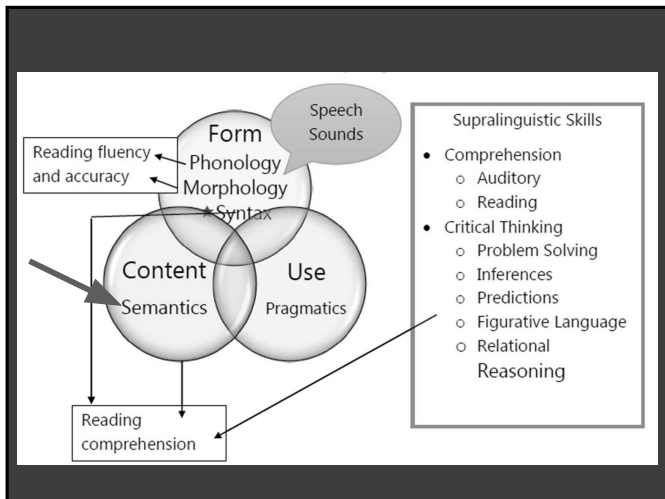 Speech
Sounds
Form
Phonology
Morphology
Syntax
Reading fluency
and accuracy
Content
Semantics
Use
Pragmatics
Reading
comprehension
Supralinguistic Skills
• Comprehension
o Auditory
o Reading
• Critical Thinking
o Problem Solving
o Inferences
o Predictions
o Figurative Language
o Relational
Reasoning